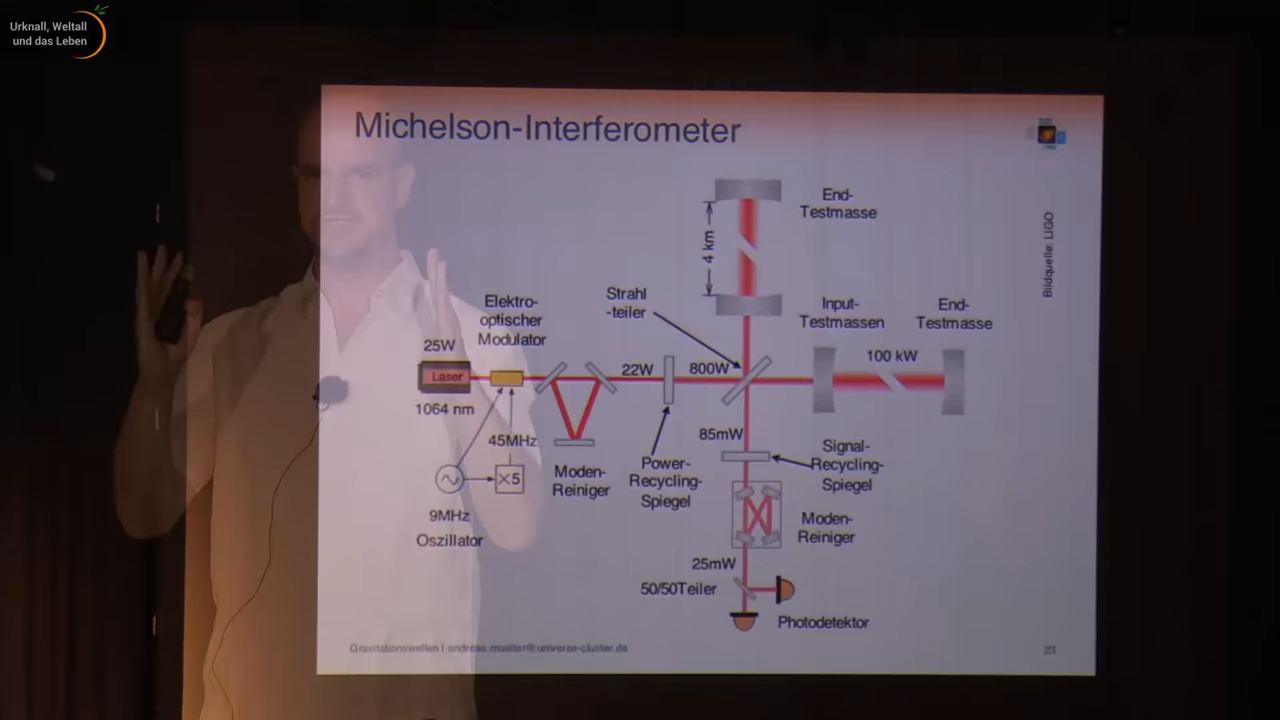 Urknall, Weltall
und das Leben
Michelson-Interferometer
End-
Testmasse
Bildquelle: LIGO
4 km
Strahl
-teiler
Input-
Testmassen
End-
Testmasse
Elektro-
optischer
Modulator
25W
Laser
1064 nm
22W
800W
100 kW
45MHz
×5
9MHz
Oszillator
Moden-
Reiniger
Power-
Recycling-
Spiegel
85mW
Signal-
Recycling-
Spiegel
Moden-
Reiniger
25mW
50/50Teiler
Photodetektor
Gravitationswellen I andreas.mueller@universe-cluster.de